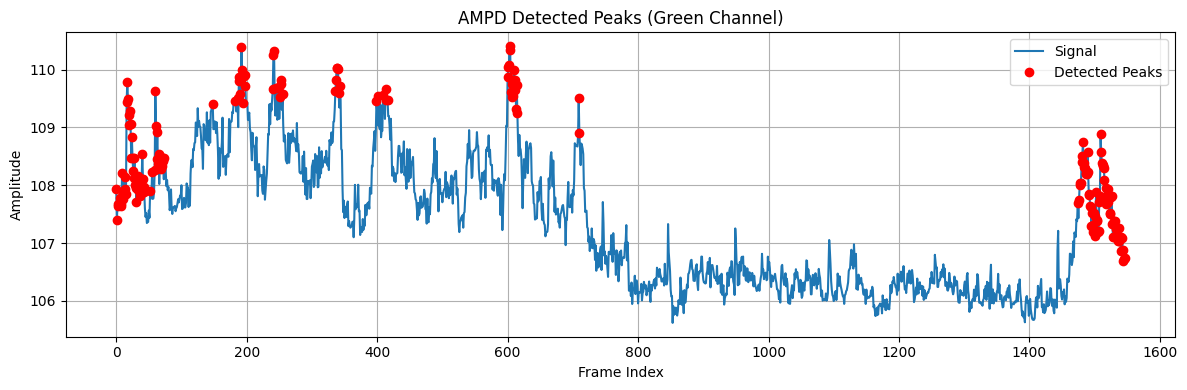 AMPD Detected Peaks (Green Channel)
Signal
Detected Peaks
Amplitude
110
109
108
107
106
0 200 400 600 800 1000 1200 1400 1600
Frame Index